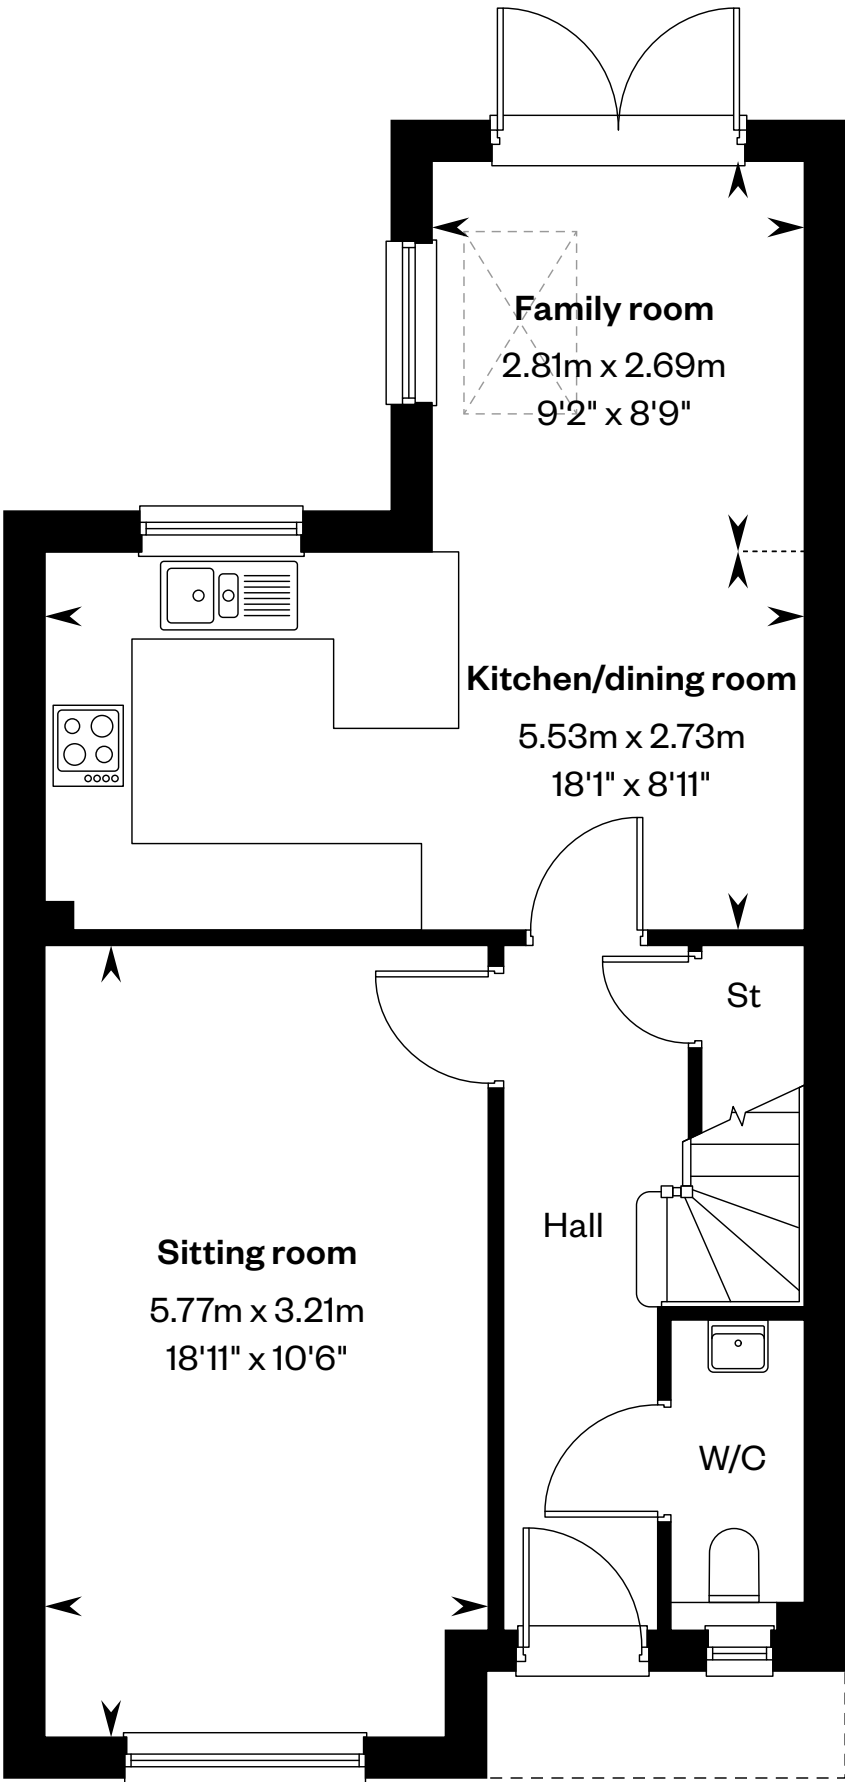 Family room
2.81m x 2.69m
9'2" x 8'9"
Kitchen/dining room
5.53m x 2.73m
18'1" x 8'11"
St
Hall
Sitting room
5.77m x 3.21m
18'11" x 10'6"
W/C